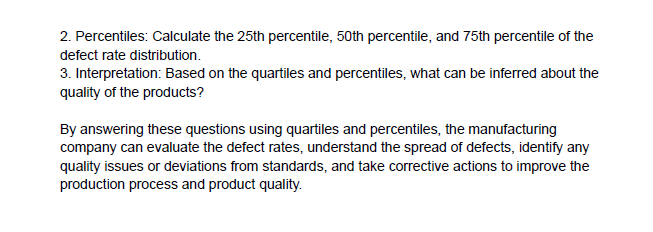 2. Percentiles: Calculate the 25th percentile, 50th percentile, and 75th percentile of the
defect rate distribution.
3. Interpretation: Based on the quartiles and percentiles, what can be inferred about the
quality of the products?
By answering these questions using quartiles and percentiles, the manufacturing
company can evaluate the defect rates, understand the spread of defects, identify any
quality issues or deviations from standards, and take corrective actions to improve the
production process and product quality.